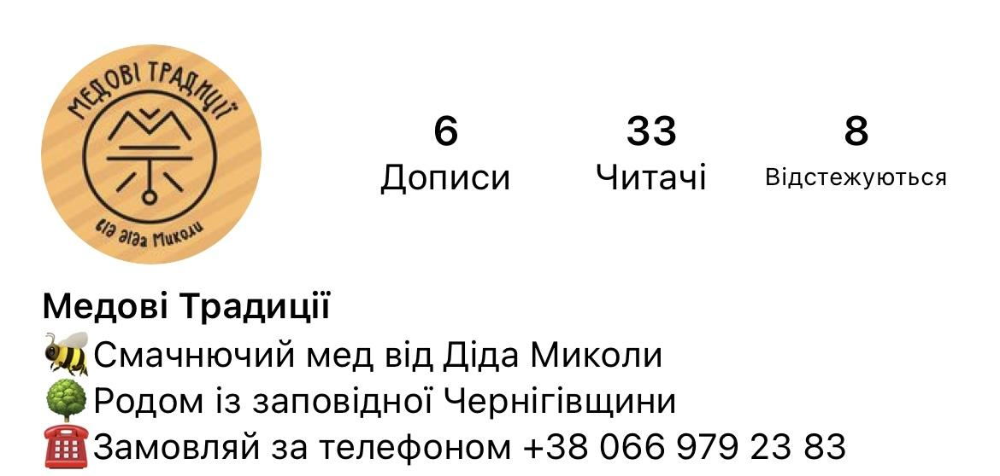 МЕДОВІ ТРАДИЦІЇ
від діда Миколи
6 33 8
Дописи Читачі Відстежуються
Медові Традиції
🐝Смачнючий мед від Діда Миколи
🌳Родом із заповідної Чернігівщини
☎️Замовляй за телефоном +38 066 979 23 83